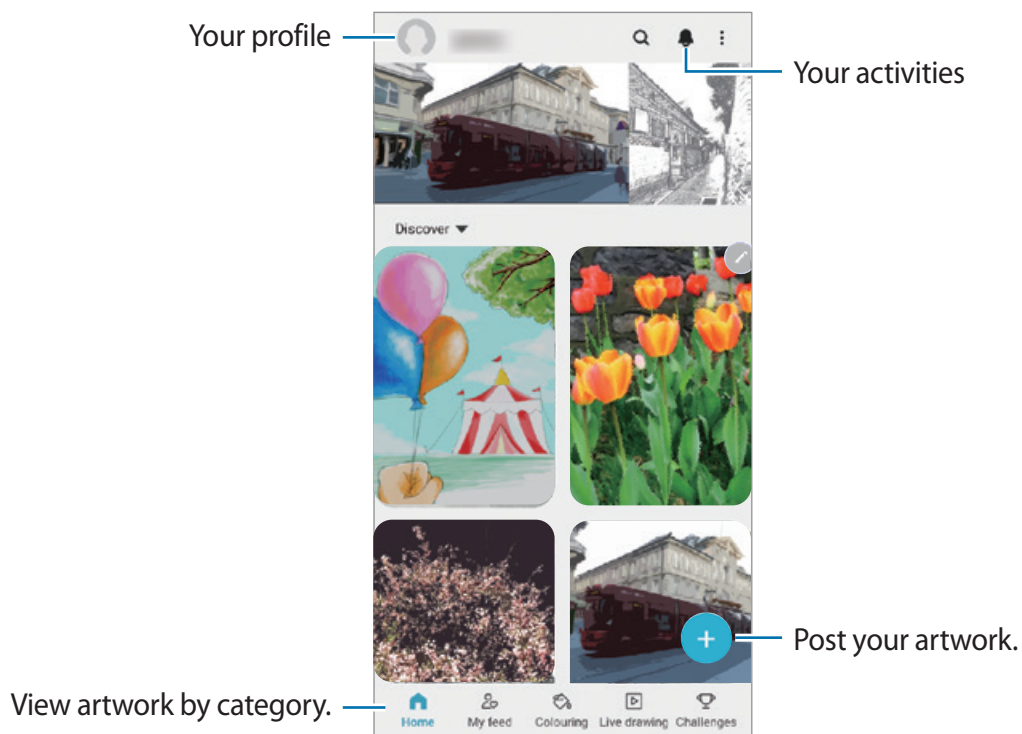 Your profile
Your activities
Discover
Post your artwork.
View artwork by category.
Home My feed Colouring Live drawing Challenges